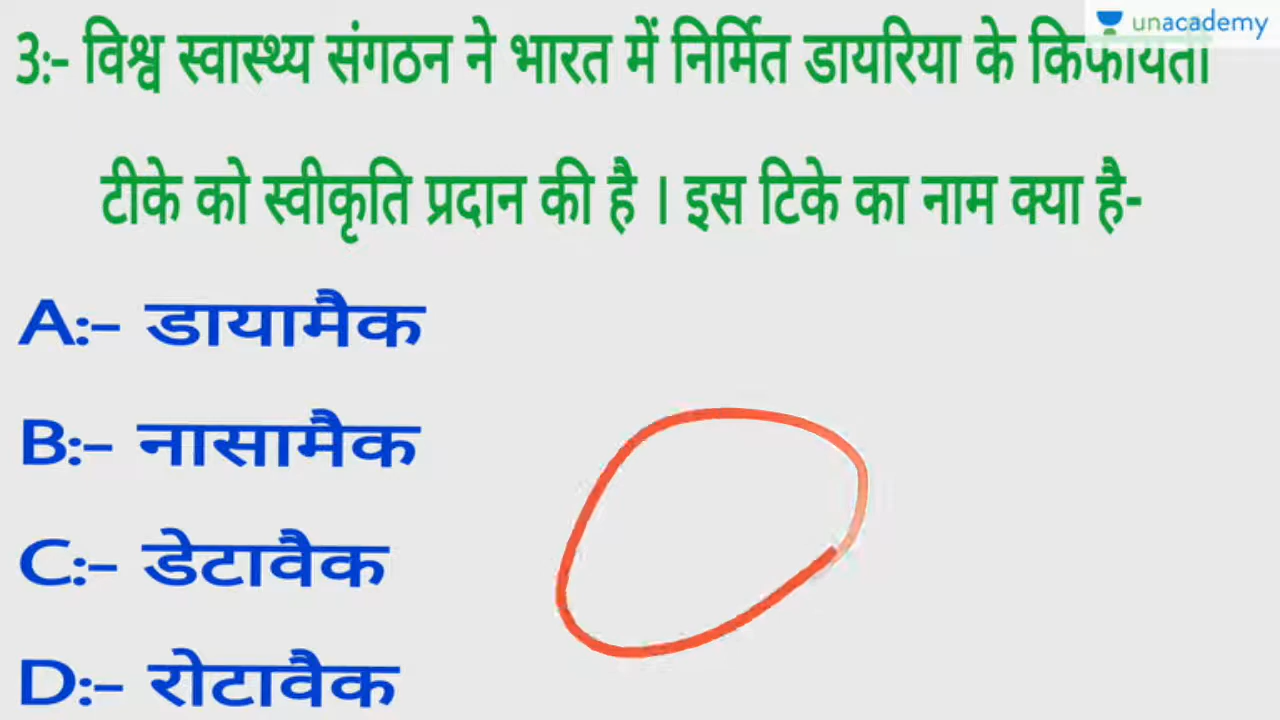 unacademy
3:- विश्व स्वास्थ्य संगठन ने भारत में निर्मित डायरिया के किफायती
टीके को स्वीकृति प्रदान की है । इस टिके का नाम क्या है-
A:- डायामैक
B:- नासामैक
C:- डेटावैक
D:- रोटावैक